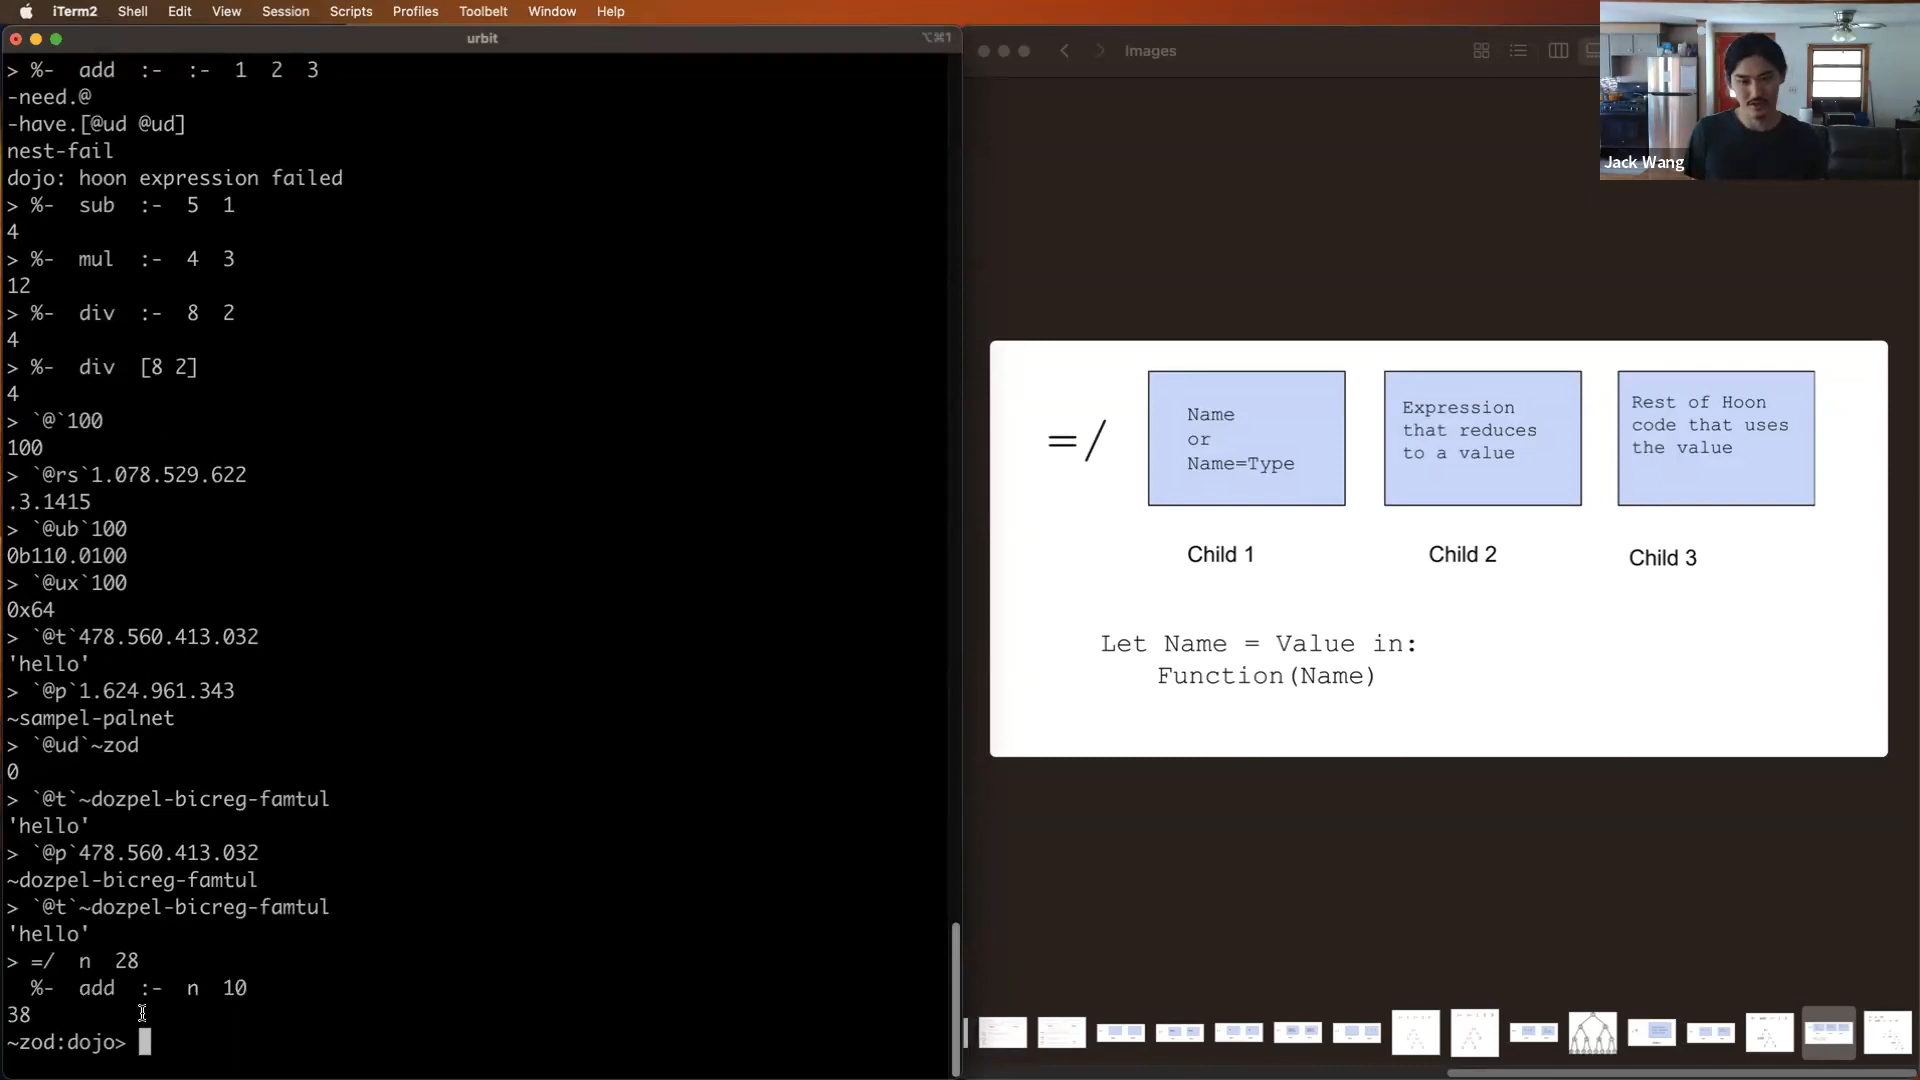 iTerm2 Shell Edit View Session Scripts Profiles Toolbelt Window Help
urbit
⌥⌘1
> %- add :- :- 1 2 3
-need.@
-have.[@ud @ud]
nest-fail
dojo: hoon expression failed
> %- sub :- 5 1
4
> %- mul :- 4 3
12
> %- div :- 8 2
4
> %- div [8 2]
4
> `@`100
100
> `@rs`1.078.529.622
.3.1415
> `@ub`100
0b110.0100
> `@ux`100
0x64
> `@t`478.560.413.032
'hello'
> `@p`1.624.961.343
~sampel-palnet
> `@ud`~zod
0
> `@t`~dozpel-bicreg-famtul
'hello'
> `@p`478.560.413.032
~dozpel-bicreg-famtul
> `@t`~dozpel-bicreg-famtul
'hello'
> =/ n 28
%- add :- n 10
38
~zod:dojo>
Images
Jack Wang
=/
Name
or
Name=Type
Expression
that reduces
to a value
Rest of Hoon
code that uses
the value
Child 1
Child 2
Child 3
Let Name = Value in:
Function(Name)